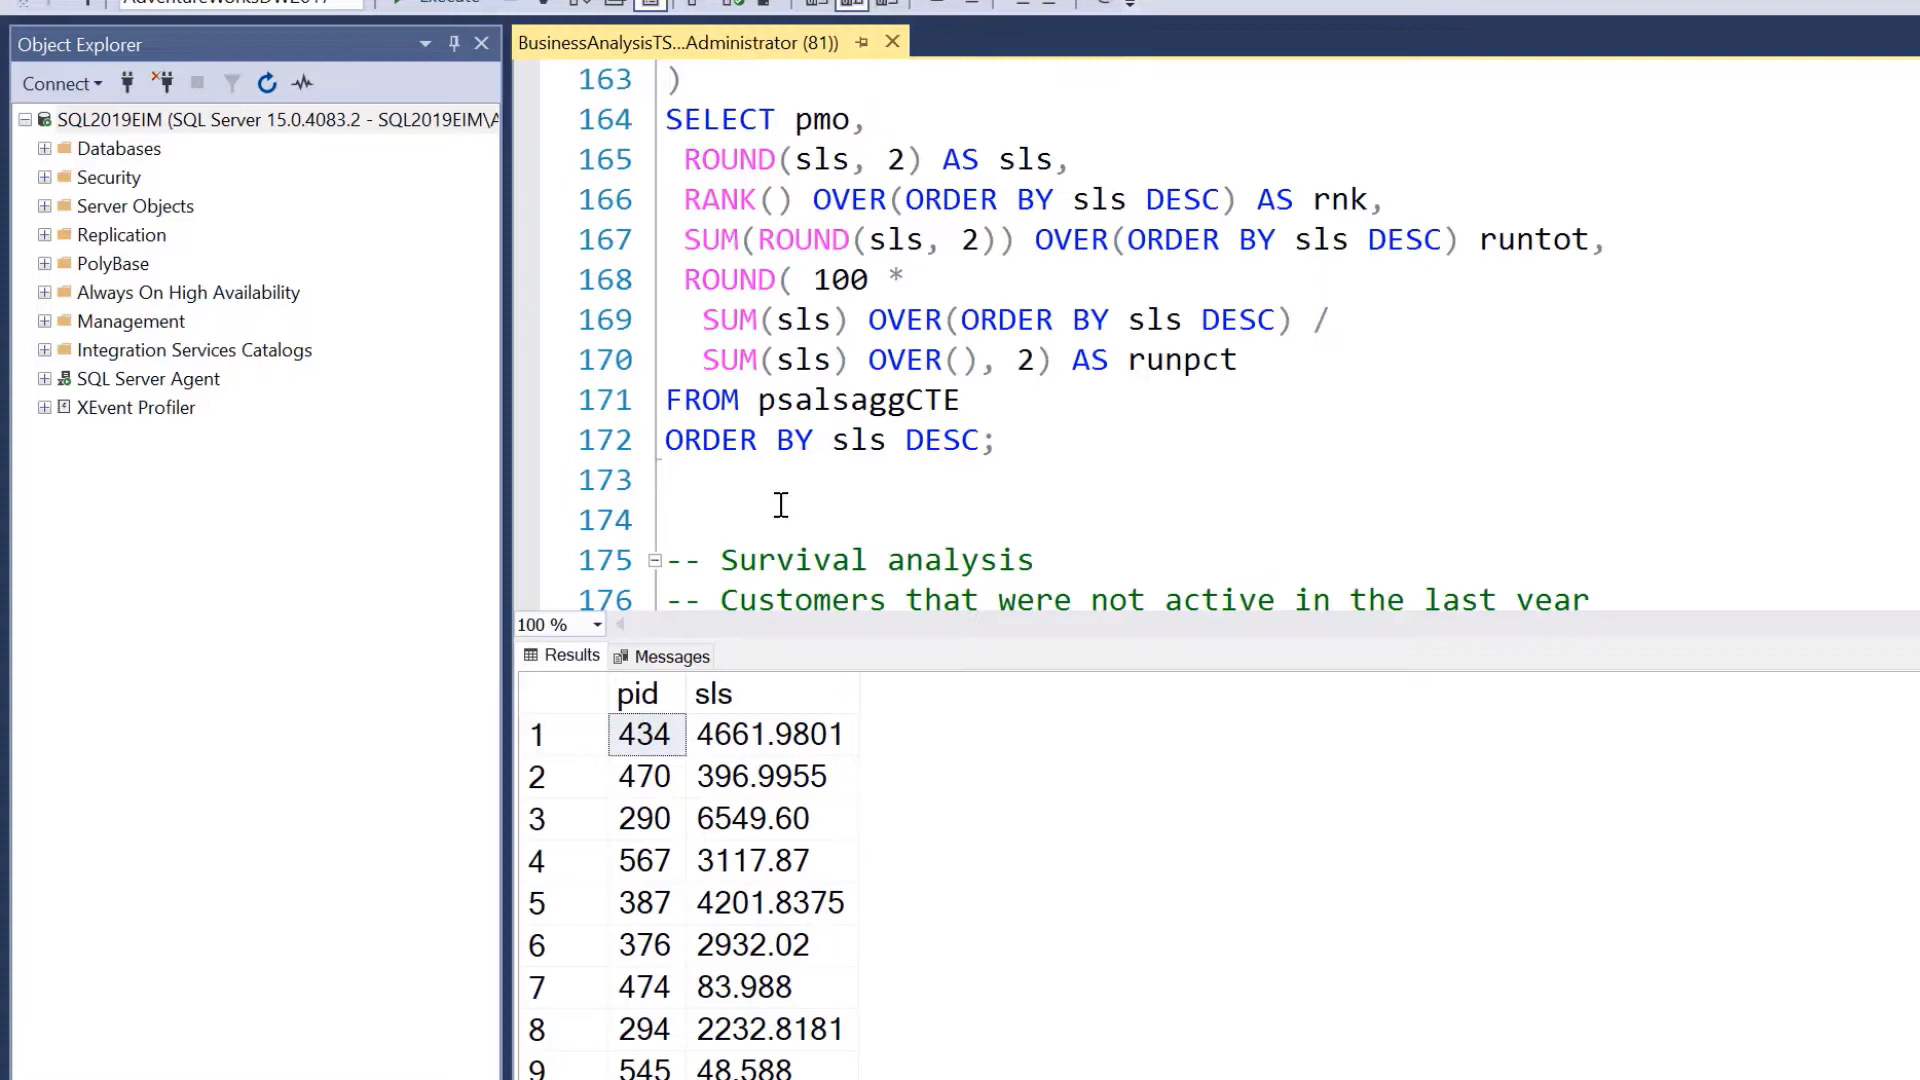 AdventureWorksDW2017
Execute
Object Explorer
BusinessAnalysisTS...Administrator (81))
Connect
SQL2019EIM (SQL Server 15.0.4083.2 - SQL2019EIM\A
Databases
Security
Server Objects
Replication
PolyBase
Always On High Availability
Management
Integration Services Catalogs
SQL Server Agent
XEvent Profiler
163 )
164 SELECT pmo,
165 ROUND(sls, 2) AS sls,
166 RANK() OVER(ORDER BY sls DESC) AS rnk,
167 SUM(ROUND(sls, 2)) OVER(ORDER BY sls DESC) runtot,
168 ROUND( 100 *
169 SUM(sls) OVER(ORDER BY sls DESC) /
170 SUM(sls) OVER(), 2) AS runpct
171 FROM psalsaggCTE
172 ORDER BY sls DESC;
173
174
175 -- Survival analysis
176 -- Customers that were not active in the last year
100 %
Results Messages
pid sls
1 434 4661.9801
2 470 396.9955
3 290 6549.60
4 567 3117.87
5 387 4201.8375
6 376 2932.02
7 474 83.988
8 294 2232.8181
9 545 48.588